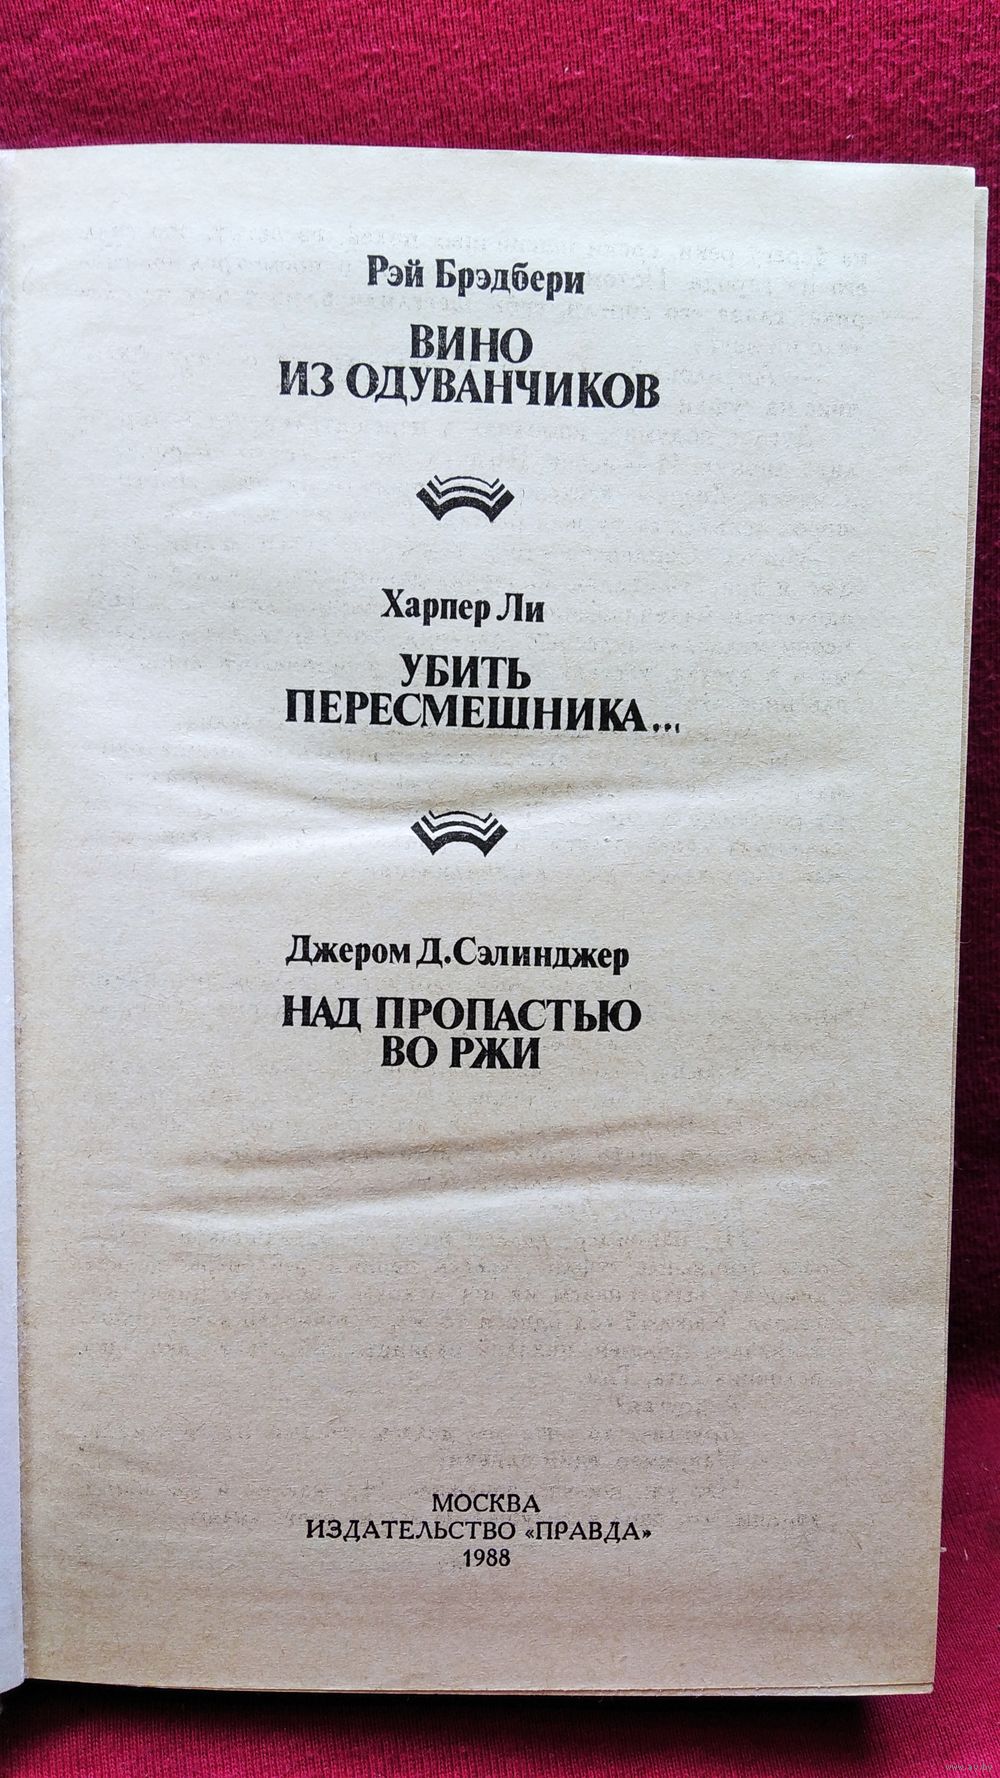 Рэй Брэдбери
ВИНО
ИЗ ОДУВАНЧИКОВ
Харпер Ли
УБИТЬ
ПЕРЕСМЕШНИКА...
Джером Д. Сэлинджер
НАД ПРОПАСТЬЮ
ВО РЖИ
МОСКВА
ИЗДАТЕЛЬСТВО «ПРАВДА»
1988